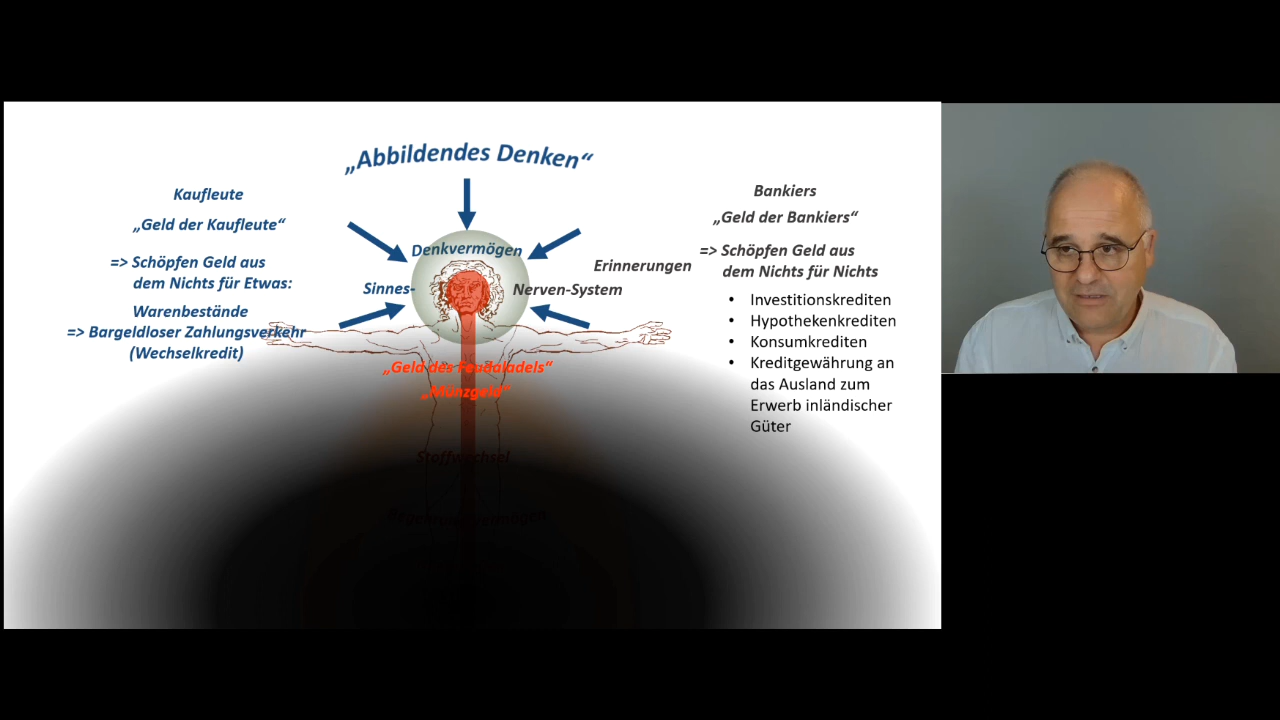 „Abbildendes Denken“
Kaufleute
„Geld der Kaufleute“
=> Schöpfen Geld aus
dem Nichts für Etwas:
Warenbestände
=> Bargeldloser Zahlungsverkehr
(Wechselkredit)
Denkvermögen
Sinnes-
Nerven-System
Erinnerungen
„Geld des Feudaladels“
„Münzgeld“
Stoffwechsel
Bankiers
„Geld der Bankiers“
=> Schöpfen Geld aus
dem Nichts für Nichts
• Investitionskrediten
• Hypothekenkrediten
• Konsumkrediten
• Kreditgewährung an
das Ausland zum
Erwerb inländischer
Güter